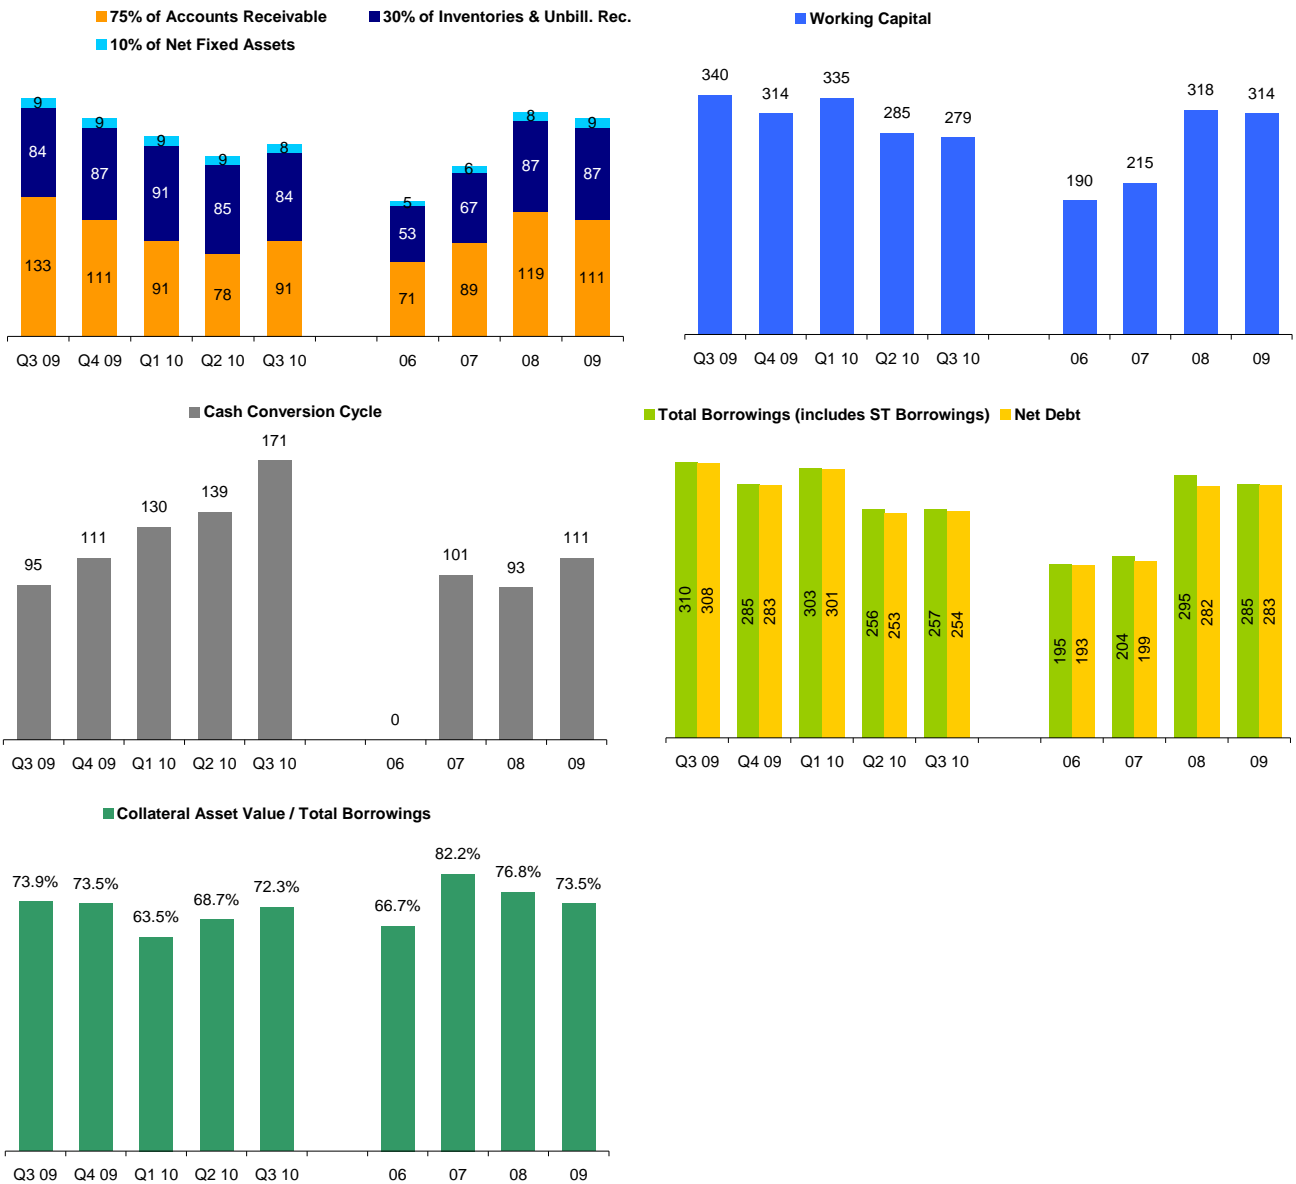 75% of Accounts Receivable 30% of Inventories & Unbill. Rec.
10% of Net Fixed Assets
9 9 9 9 8 5 6 8 9
84 87 91 85 84 53 67 87 87
133 111 91 78 91 71 89 119 111
Q3 09 Q4 09 Q1 10 Q2 10 Q3 10 06 07 08 09
Working Capital
340 314 335 285 279 190 215 318 314
Q3 09 Q4 09 Q1 10 Q2 10 Q3 10 06 07 08 09
Cash Conversion Cycle
95 111 130 139 171 0 101 93 111
Q3 09 Q4 09 Q1 10 Q2 10 Q3 10 06 07 08 09
Total Borrowings (includes ST Borrowings) Net Debt
310 308 285 283 303 301 256 253 257 254 195 193 204 199 295 282 285 283
Q3 09 Q4 09 Q1 10 Q2 10 Q3 10 06 07 08 09
Collateral Asset Value / Total Borrowings
73.9% 73.5% 63.5% 68.7% 72.3% 66.7% 82.2% 76.8% 73.5%
Q3 09 Q4 09 Q1 10 Q2 10 Q3 10 06 07 08 09